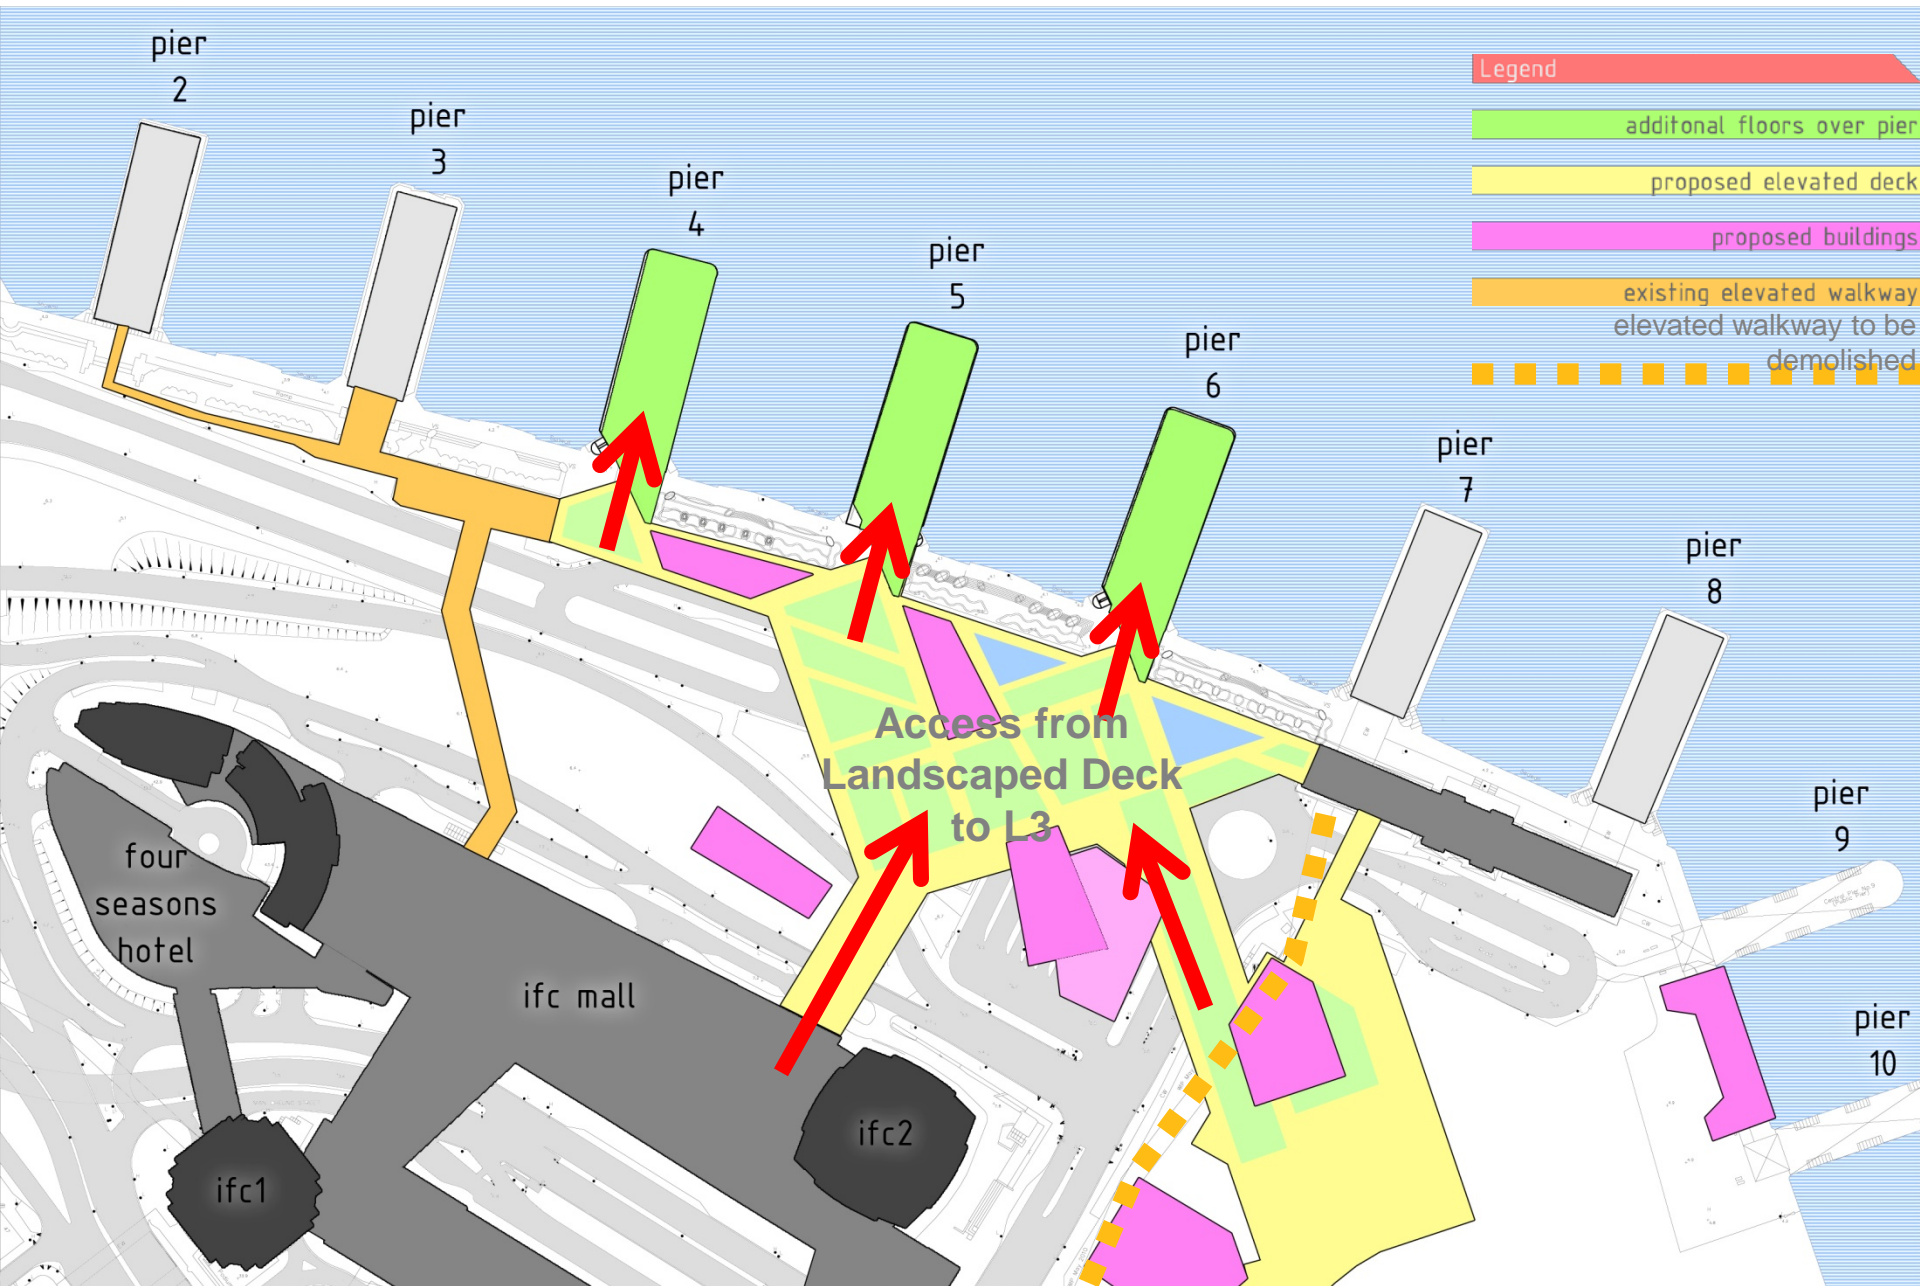 pier
2
pier
3
pier
4
pier
5
pier
6
pier
7
pier
8
pier
9
pier
10
Legend
additonal floors over pier
proposed elevated deck
proposed buildings
existing elevated walkway
elevated walkway to be
demolished
Access from
Landscaped Deck
to L3
four
seasons
hotel
ifc mall
ifc1
ifc2